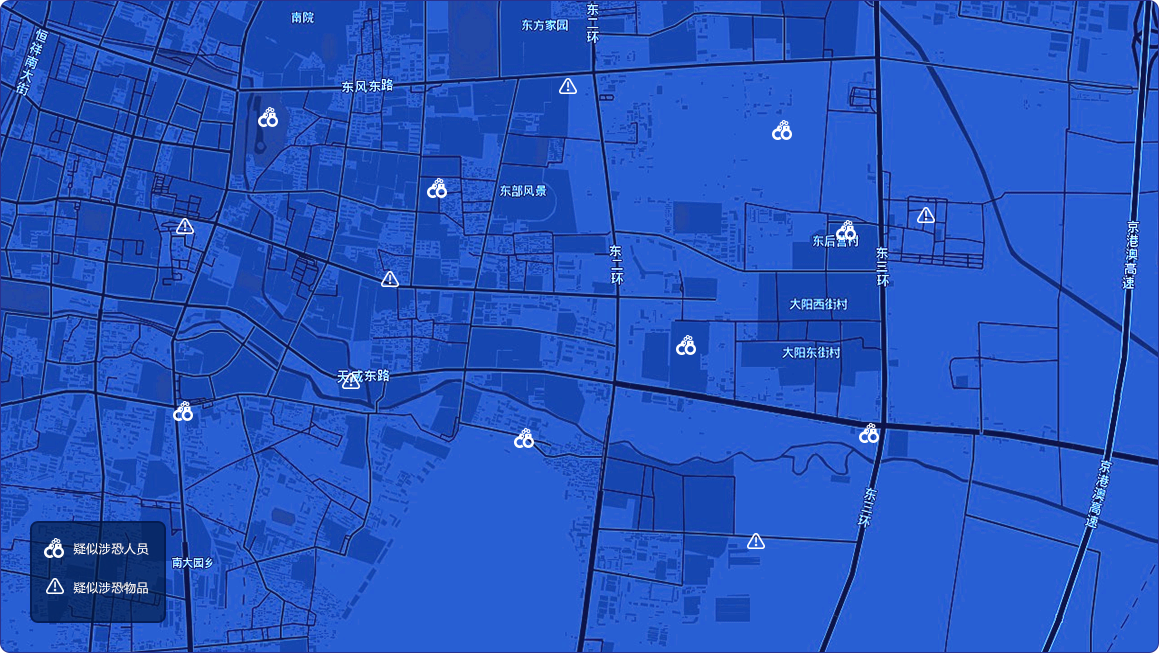 南院
东方家园
东二环
恒祥南大街
东风东路
东部风景
东后营村
东二环
东三环
京港澳高速
大阳西街村
大阳东街村
天威东路
京港澳高速
东三环
疑似涉恐人员
南大园乡
疑似涉恐物品